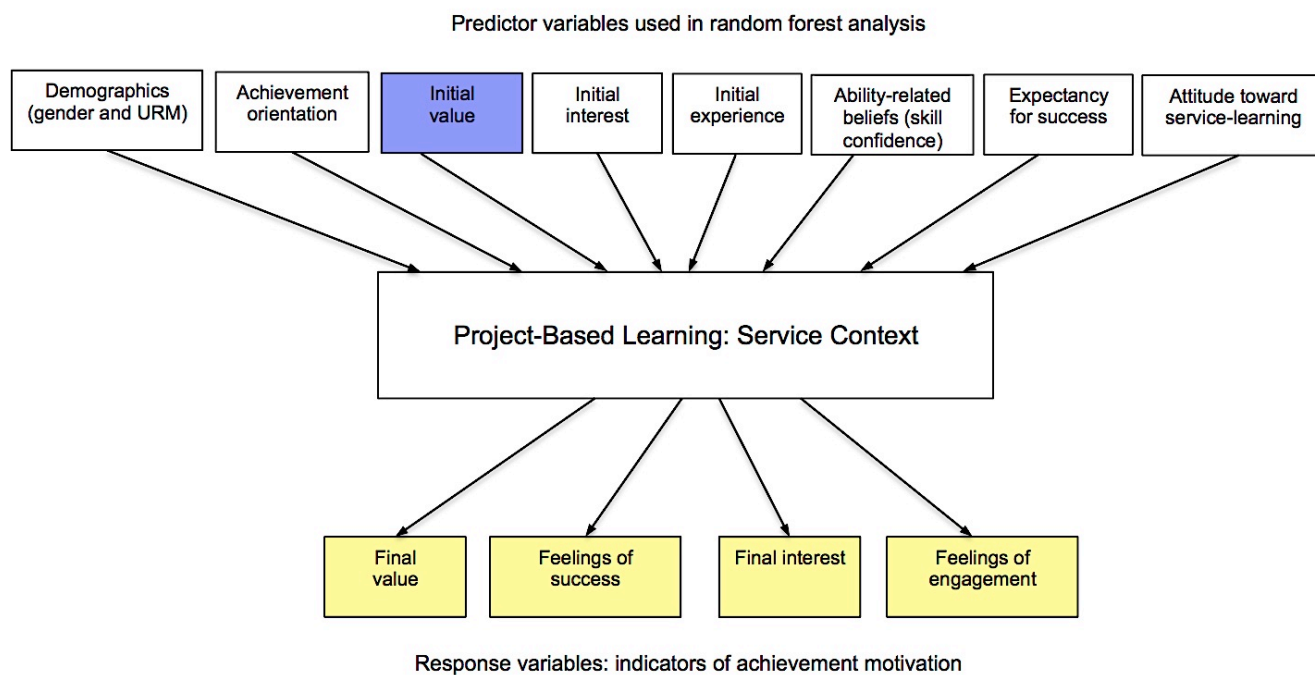 Predictor variables used in random forest analysis
Demographics
(gender and URM)
Achievement
orientation
Initial
value
Initial
interest
Initial
experience
Ability-related
beliefs (skill
confidence)
Expectancy
for success
Attitude toward
service-learning
Project-Based Learning: Service Context
Final
value
Feelings of
success
Final interest
Feelings of
engagement
Response variables: indicators of achievement motivation